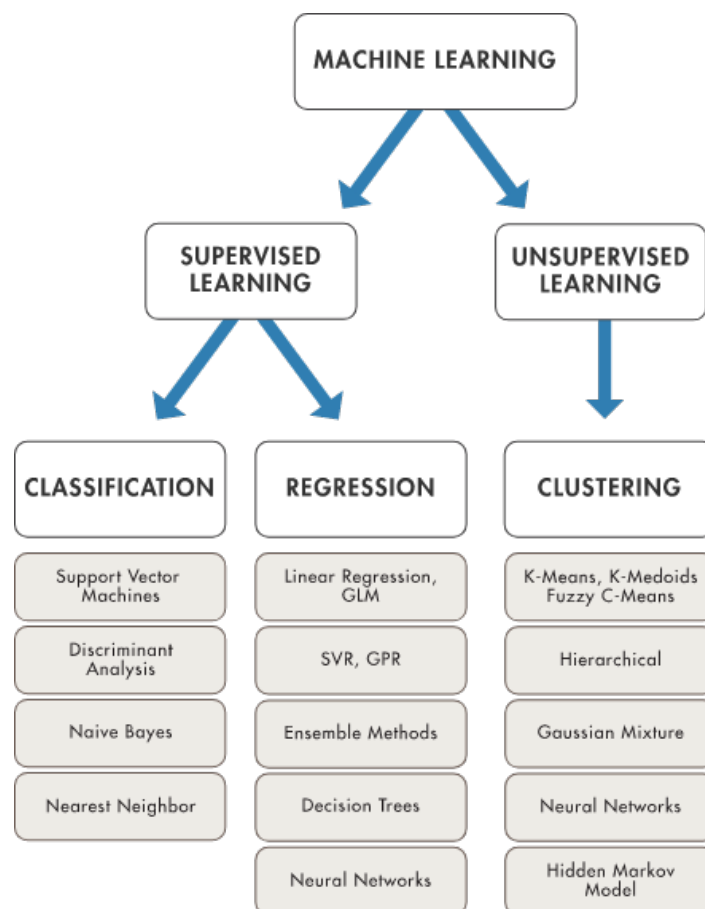 MACHINE LEARNING
SUPERVISED
LEARNING
UNSUPERVISED
LEARNING
CLASSIFICATION
Support Vector
Machines
Discriminant
Analysis
Naive Bayes
Nearest Neighbor
REGRESSION
Linear Regression,
GLM
SVR, GPR
Ensemble Methods
Decision Trees
Neural Networks
CLUSTERING
K-Means, K-Medoids
Fuzzy C-Means
Hierarchical
Gaussian Mixture
Neural Networks
Hidden Markov
Model